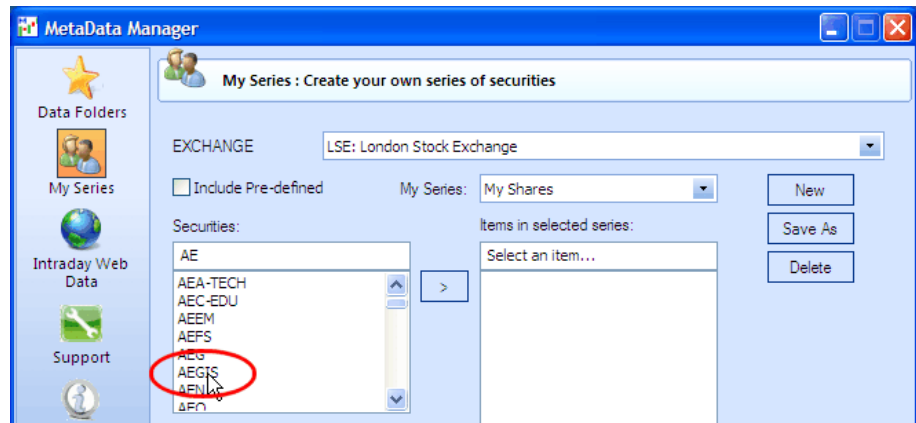 MetaData Manager
My Series : Create your own series of securities
Data Folders
My Series
Intraday Web
Data
Support
EXCHANGE
LSE: London Stock Exchange
Include Pre-defined
My Series:
My Shares
New
Securities:
Items in selected series:
Save As
AE
Select an item...
Delete
>
AEA-TECH
AEC-EDU
AEEM
AEFS
AEG
AEGIS
AEN
AEO